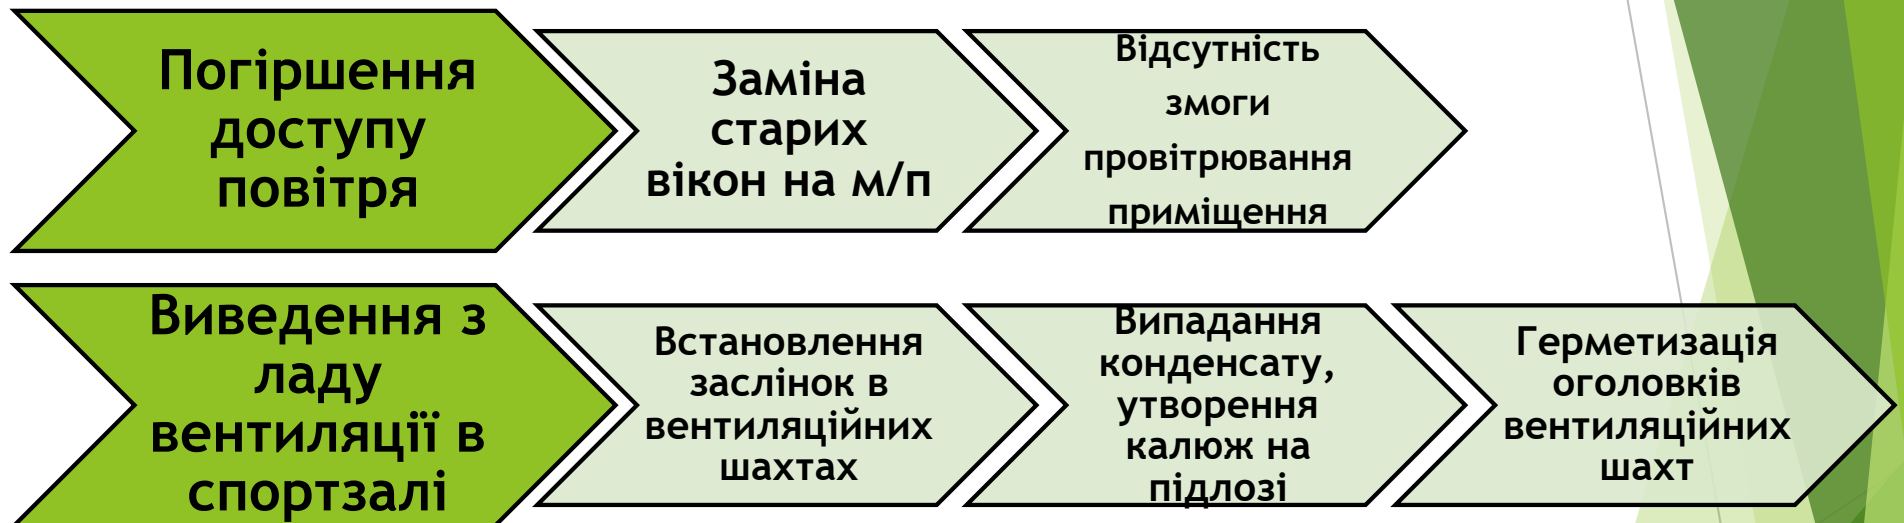 Погіршення
доступу
повітря
Заміна
старих
вікон на м/п
Відсутність
змоги
провітрювання
приміщення
Виведення з
ладу
вентиляції в
спортзалі
Встановлення
заслінок в
вентиляційних
шахтах
Випадання
конденсату,
утворення
калюж на
підлозі
Герметизація
оголовків
вентиляційних
шахт